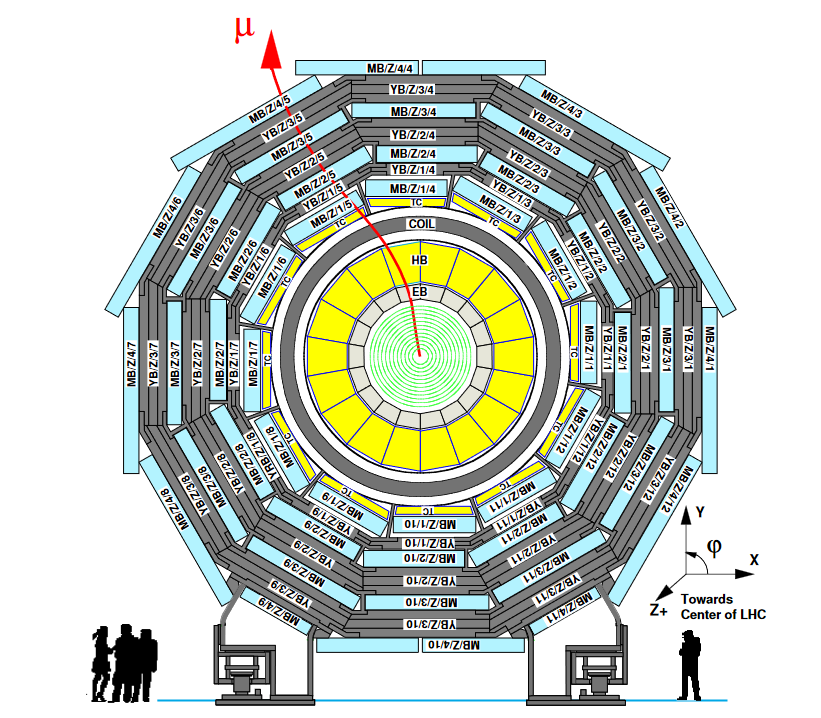 μ
MB/Z/4/4
YB/Z/3/4
MB/Z/3/4
YB/Z/2/4
MB/Z/2/4
YB/Z/1/4
MB/Z/1/4
TC
MB/Z/4/5
YB/Z/3/5
MB/Z/3/5
YB/Z/2/5
MB/Z/2/5
YB/Z/1/5
MB/Z/1/5
TC
MB/Z/4/3
YB/Z/3/3
MB/Z/3/3
YB/Z/2/3
MB/Z/2/3
YB/Z/1/3
MB/Z/1/3
TC
MB/Z/4/6
YB/Z/3/6
MB/Z/3/6
YB/Z/2/6
MB/Z/2/6
YB/Z/1/6
MB/Z/1/6
TC
COIL
HB
EB
MB/Z/4/2
YB/Z/3/2
MB/Z/3/2
YB/Z/2/2
MB/Z/2/2
YB/Z/1/2
MB/Z/1/2
TC
MB/Z/4/7
YB/Z/3/7
MB/Z/3/7
YB/Z/2/7
MB/Z/2/7
YB/Z/1/7
MB/Z/1/7
TC
TC
MB/Z/1/1
YB/Z/1/1
MB/Z/2/1
YB/Z/2/1
MB/Z/3/1
YB/Z/3/1
MB/Z/4/1
MB/Z/4/8
YB/Z/3/8
MB/Z/3/8
YB/Z/2/8
MB/Z/2/8
YRB/Z/1/8
MB/Z/1/8
TC
TC
MB/Z/1/12
YB/Z/1/12
MB/Z/2/12
YB/Z/2/12
MB/Z/3/12
YB/Z/3/12
MB/Z/4/12
TC
MB/Z/1/9
YB/Z/1/9
MB/Z/2/9
YB/Z/2/9
MB/Z/3/9
YB/Z/3/9
MB/Z/4/9
TC
MB/Z/1/11
YB/Z/1/11
MB/Z/2/11
YB/Z/2/11
MB/Z/3/11
YB/Z/3/11
MB/Z/4/11
TC
MB/Z/1/10
YB/Z/1/10
MB/Z/2/10
YB/Z/2/10
MB/Z/3/10
YB/Z/3/10
MB/Z/4/10
Y
φ
X
Z+
Towards
Center of LHC